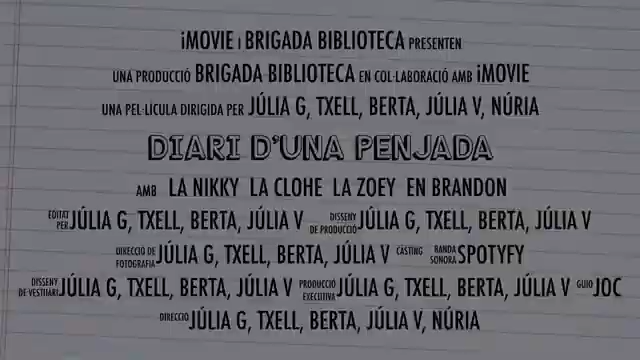 iMOVIE I BRIGADA BIBLIOTECA PRESENTEN
UNA PRODUCCIÓ BRIGADA BIBLIOTECA EN COL·LABORACIÓ AMB iMOVIE
UNA PEL·LÍCULA DIRIGIDA PER JÚLIA G, TXELL, BERTA, JÚLIA V, NÚRIA
DIARI D'UNA PENJADA
AMB LA NIKKY LA CLOHE LA ZOEY EN BRANDON
EDITAT PER JÚLIA G, TXELL, BERTA, JÚLIA V DISSENY DE PRODUCCIÓ JÚLIA G, TXELL, BERTA, JÚLIA V
DIRECCIÓ DE FOTOGRAFIA JÚLIA G, TXELL, BERTA, JÚLIA V CÀSTING BANDA SONORA SPOTYFY
DISSENY DE VESTUARI JÚLIA G, TXELL, BERTA, JÚLIA V PRODUCCIÓ EXECUTIVA JÚLIA G, TXELL, BERTA, JÚLIA V GUIÓ JOC
DIRECCIÓ JÚLIA G, TXELL, BERTA, JÚLIA V, NÚRIA